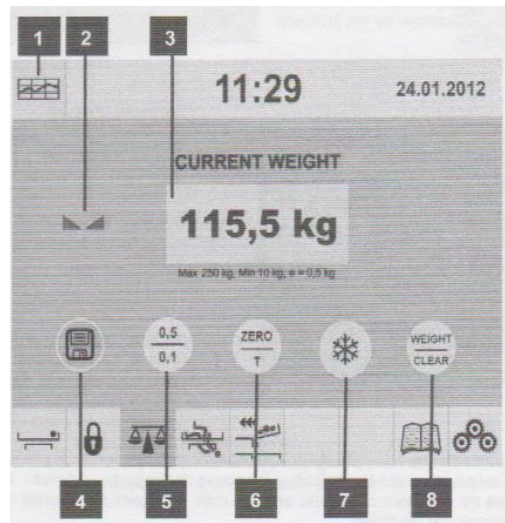 1 2 3
11:29 24.01.2012
CURRENT WEIGHT
115,5 kg
Max 250 kg, Min 10 kg, e = 0,5 kg
0,5
0,1
ZERO
T
WEIGHT
CLEAR
4 5 6 7 8